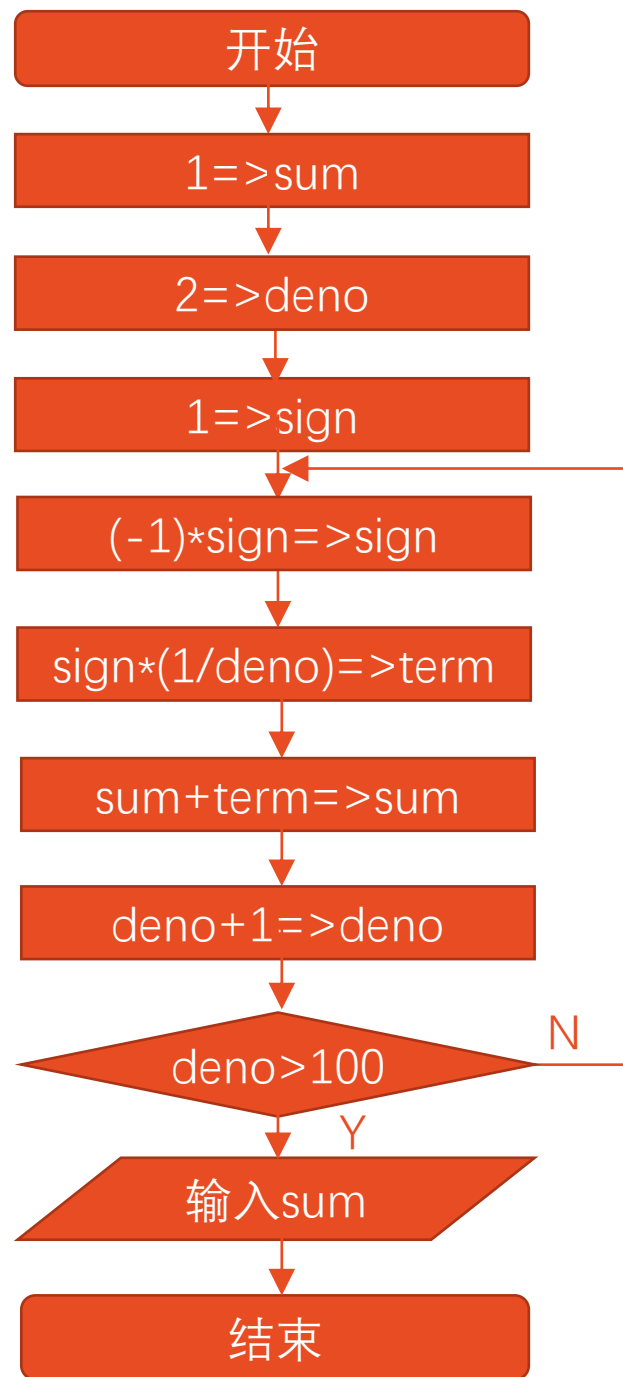 开始
1=>sum
2=>deno
1=>sign
(-1)*sign=>sign
sign*(1/deno)=>term
sum+term=>sum
deno+1=>deno
deno>100
N
Y
输入sum
结束